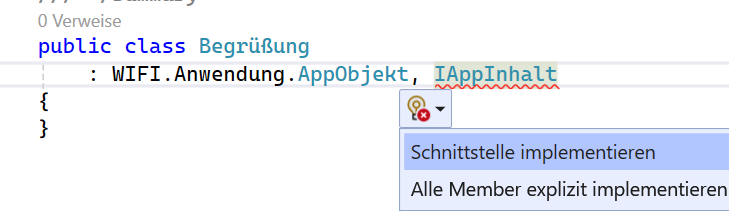 0 Verweise
public class Begrüßung
: WIFI.Anwendung.AppObjekt, IAppInhalt
{
}
Schnittstelle implementieren
Alle Member explizit implementieren